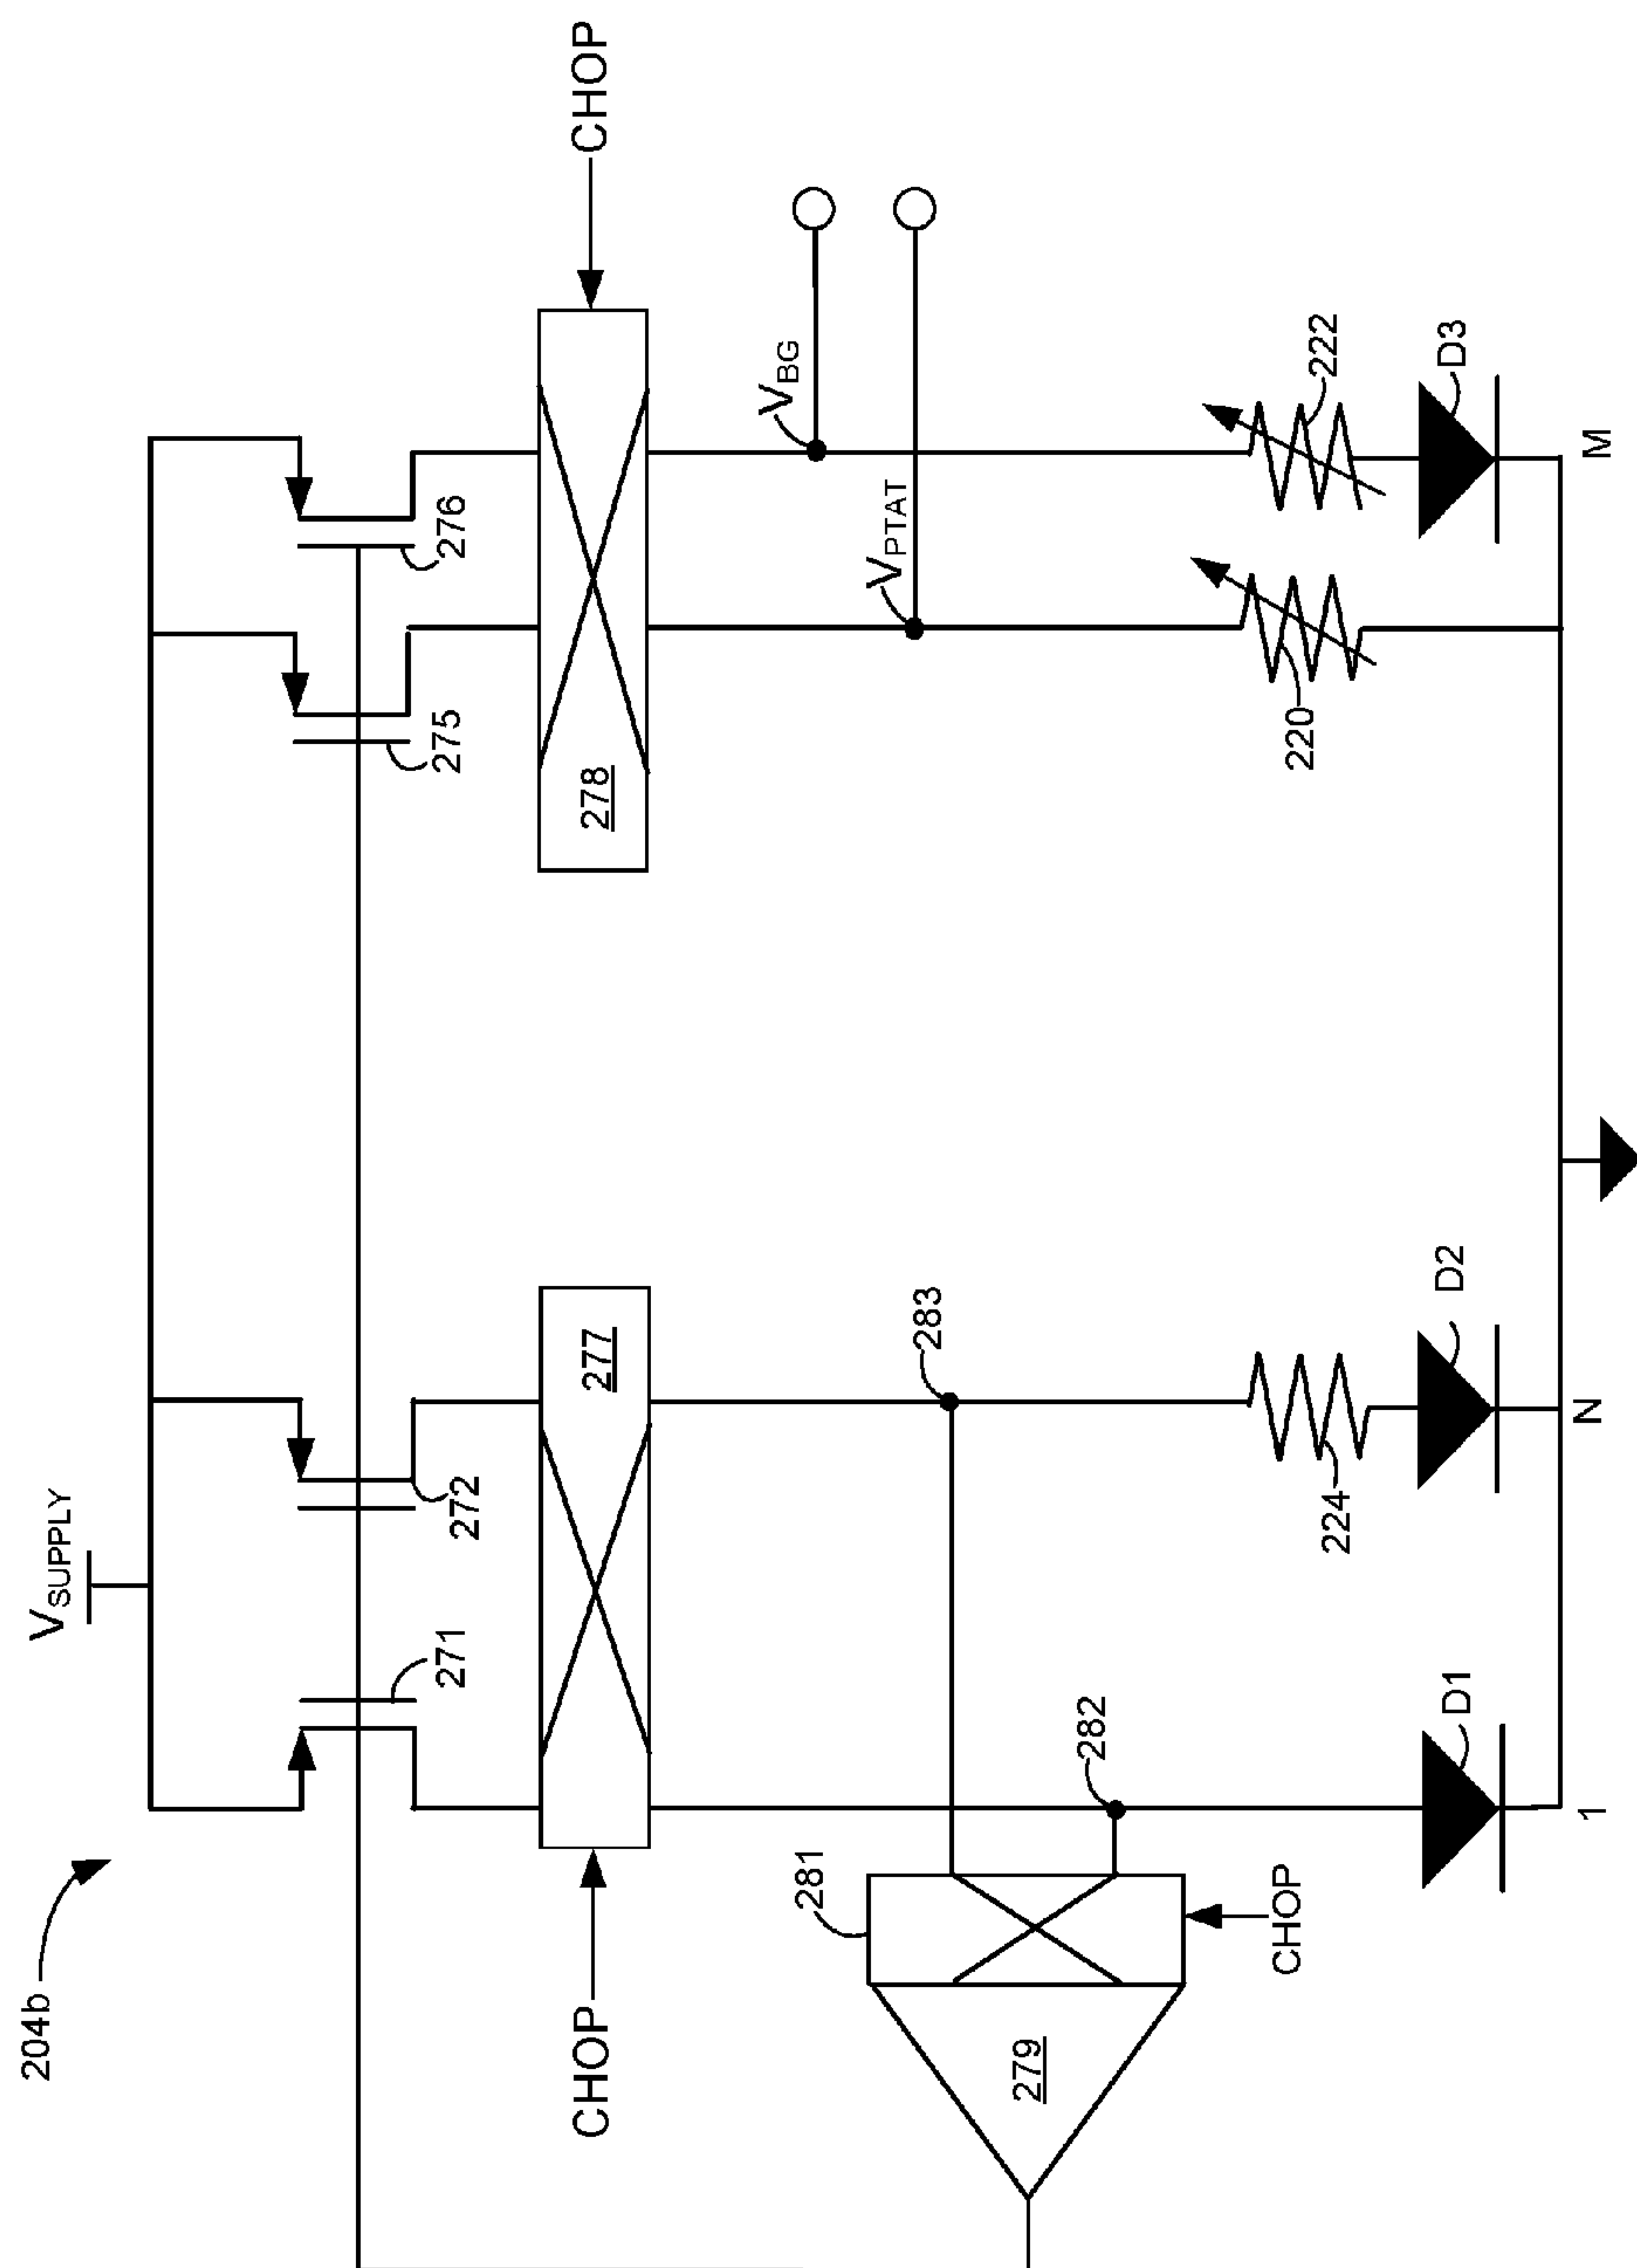 204b
VSUPPLY
271
272
275
276
CHOP
277
278
CHOP
VBG
VPTAT
281
283
279
282
CHOP
224
220
222
D1
D2
D3
1
N
M